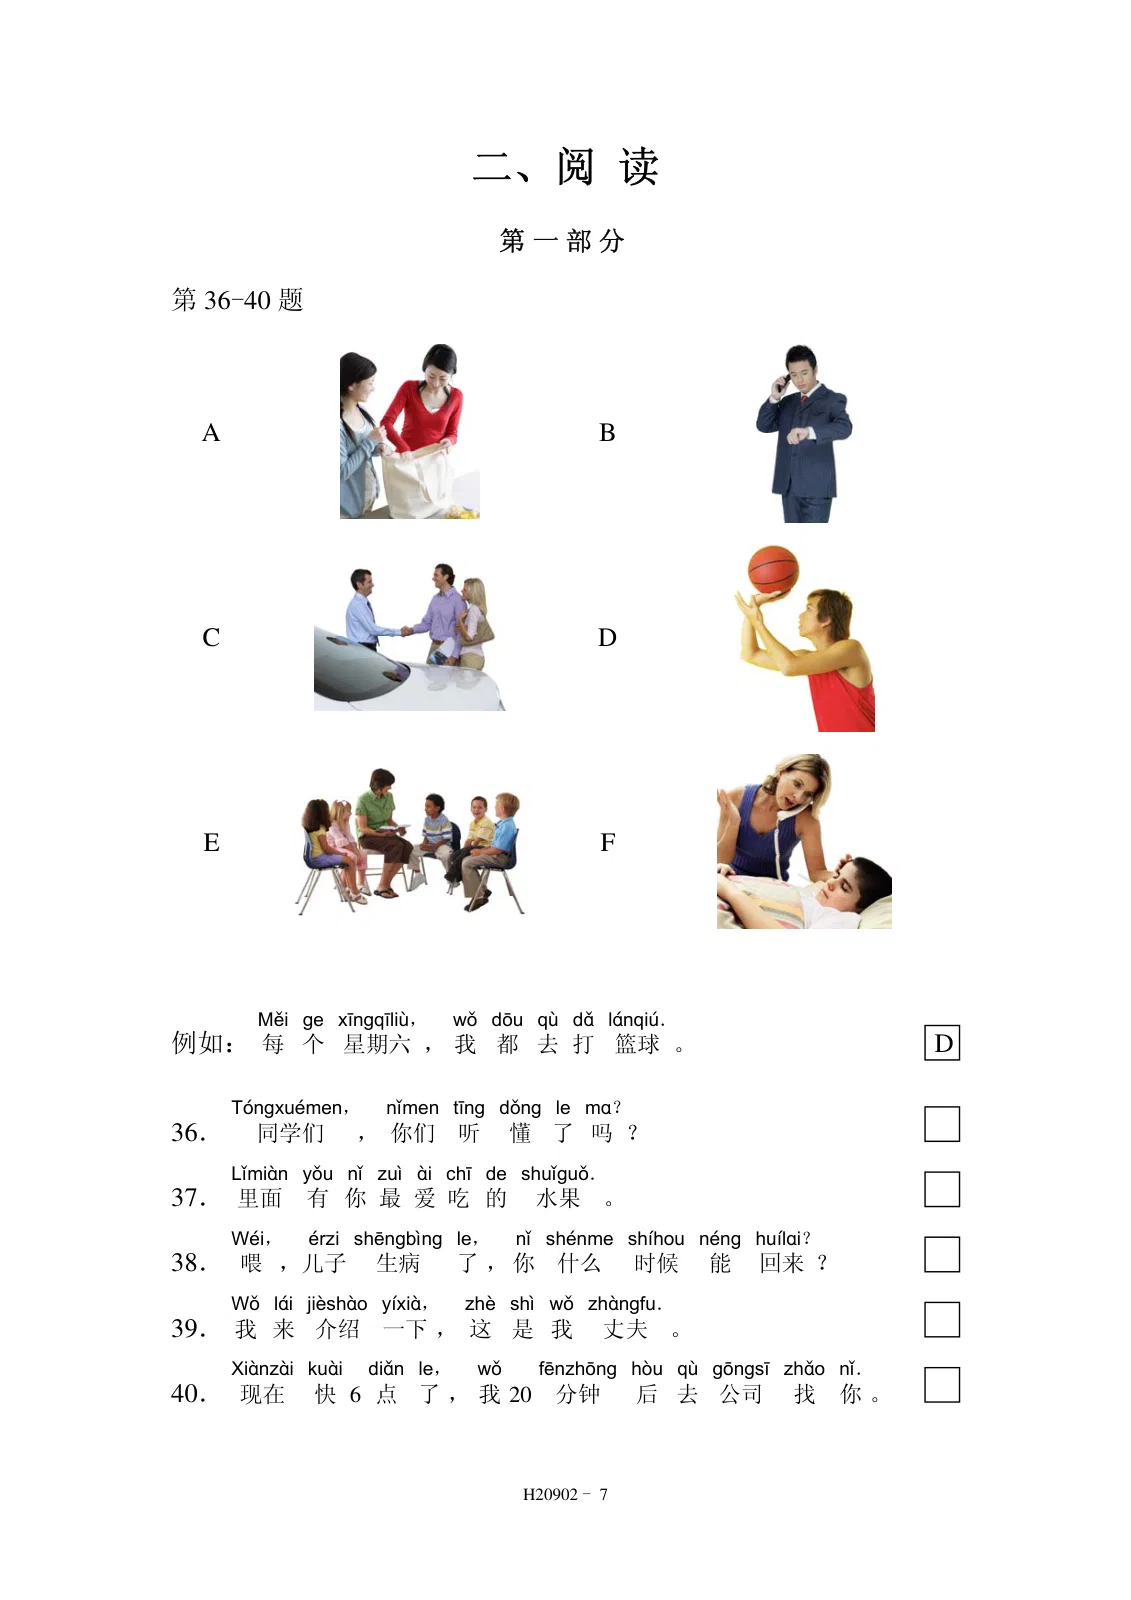 二、阅 读
第一部分
第 36-40 题
A
B
C
D
E
F
Měi ge xīngqīliù， wǒ dōu qù dǎ lánqiú.
例如： 每 个 星期六 ，我 都 去 打 篮球 。 D
Tóngxuémen， nǐmen tīng dǒng le ma？
36. 同学们 ，你们 听 懂 了 吗 ？
Lǐmiàn yǒu nǐ zuì ài chī de shuǐguǒ.
37. 里面 有 你 最 爱 吃 的 水果 。
Wéi， érzi shēngbìng le， nǐ shénme shíhou néng huílai？
38. 喂 ，儿子 生病 了 ，你 什么 时候 能 回来 ？
Wǒ lái jièshào yíxià， zhè shì wǒ zhàngfu.
39. 我 来 介绍 一下 ，这 是 我 丈夫 。
Xiànzài kuài diǎn le， wǒ fēnzhōng hòu qù gōngsī zhǎo nǐ.
40. 现在 快 6 点 了 ，我 20 分钟 后 去 公司 找 你 。
H20902－ 7